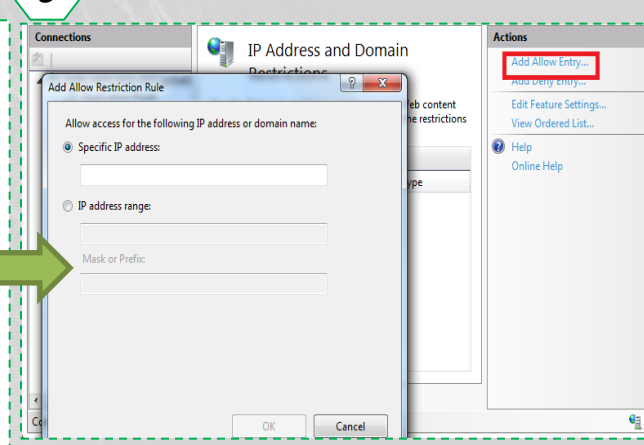 Connections
IP Address and Domain
Restrictions
Actions
Add Allow Entry...
Add Deny Entry...
Edit Feature Settings...
View Ordered List...
Help
Online Help
Add Allow Restriction Rule
Allow access for the following IP address or domain name:
Specific IP address:
IP address range:
Mask or Prefix:
OK Cancel
eb content
restrictions
ype
Co